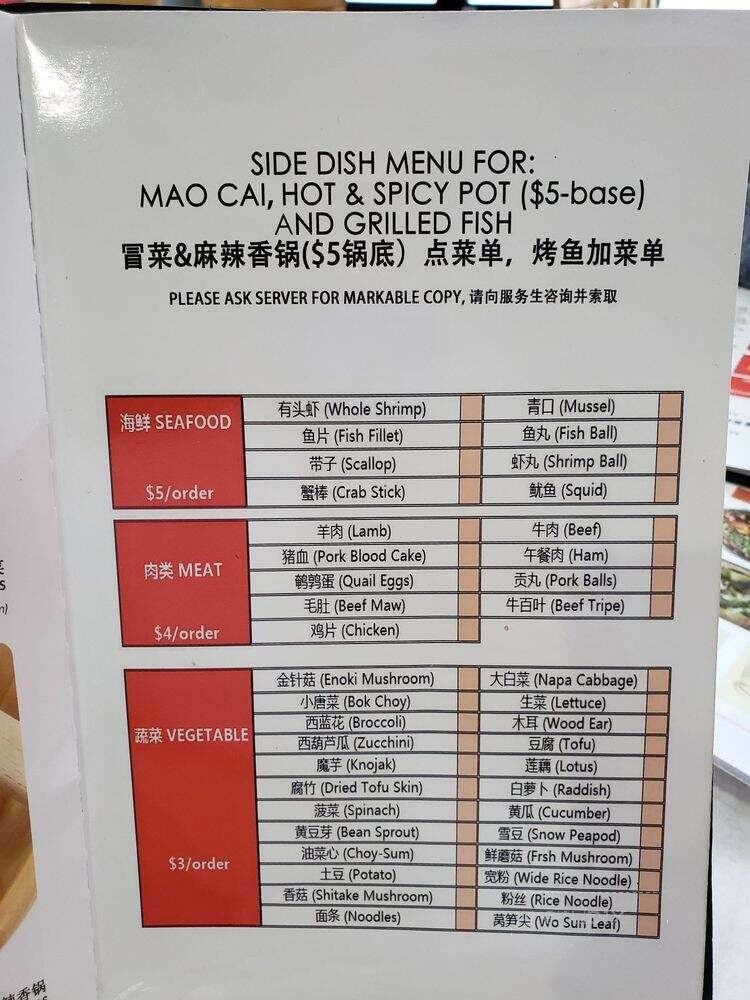 SIDE DISH MENU FOR:
MAO CAI, HOT & SPICY POT ($5-base)
AND GRILLED FISH
冒菜&麻辣香锅($5锅底）点菜单，烤鱼加菜单
PLEASE ASK SERVER FOR MARKABLE COPY, 请向服务生咨询并索取
海鲜 SEAFOOD
$5/order
有头虾 (Whole Shrimp) 青口 (Mussel)
鱼片 (Fish Fillet) 鱼丸 (Fish Ball)
带子 (Scallop) 虾丸 (Shrimp Ball)
蟹棒 (Crab Stick) 鱿鱼 (Squid)
肉类 MEAT
$4/order
羊肉 (Lamb) 牛肉 (Beef)
猪血 (Pork Blood Cake) 午餐肉 (Ham)
鹌鹑蛋 (Quail Eggs) 贡丸 (Pork Balls)
毛肚 (Beef Maw) 牛百叶 (Beef Tripe)
鸡片 (Chicken)
蔬菜 VEGETABLE
$3/order
金针菇 (Enoki Mushroom) 大白菜 (Napa Cabbage)
小唐菜 (Bok Choy) 生菜 (Lettuce)
西蓝花 (Broccoli) 木耳 (Wood Ear)
西葫芦瓜 (Zucchini) 豆腐 (Tofu)
魔芋 (Knojak) 莲藕 (Lotus)
腐竹 (Dried Tofu Skin) 白萝卜 (Raddish)
菠菜 (Spinach) 黄瓜 (Cucumber)
黄豆芽 (Bean Sprout) 雪豆 (Snow Peapod)
油菜心 (Choy-Sum) 鲜蘑菇 (Frsh Mushroom)
土豆 (Potato) 宽粉 (Wide Rice Noodle)
香菇 (Shitake Mushroom) 粉丝 (Rice Noodle)
面条 (Noodles) 莴笋尖 (Wo Sun Leaf)
辣香锅